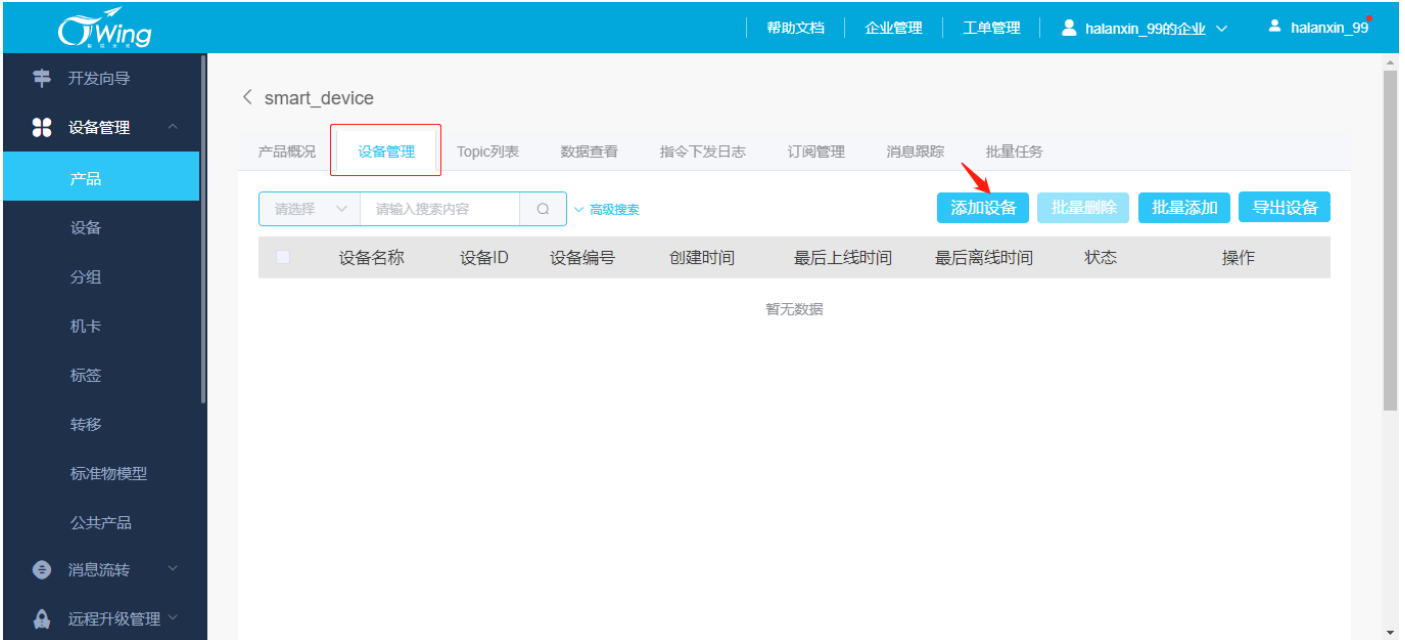 CTWing 帮助文档 企业管理 工单管理 halanxin_99的企业 halanxin_99
开发向导
设备管理
产品
设备
分组
机卡
标签
转移
标准物模型
公共产品
消息流转
远程升级管理
smart_device
产品概况 设备管理 Topic列表 数据查看 指令下发日志 订阅管理 消息跟踪 批量任务
请选择 请输入搜索内容 高级搜索 添加设备 批量删除 批量添加 导出设备
设备名称 设备ID 设备编号 创建时间 最后上线时间 最后离线时间 状态 操作
暂无数据